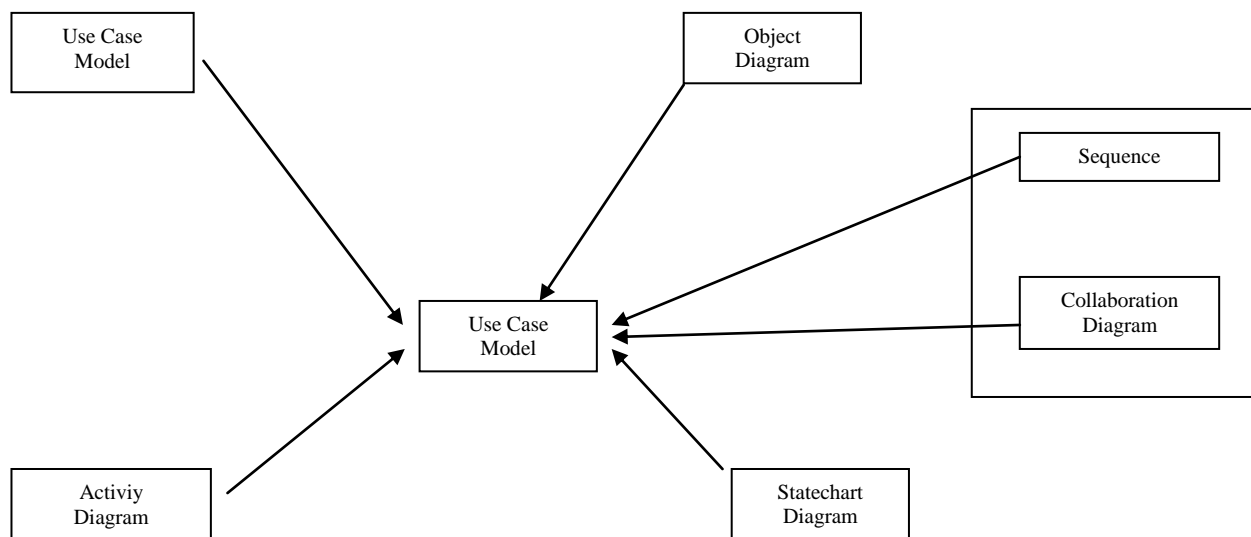 Use Case
Model
Object
Diagram
Sequence
Collaboration
Diagram
Use Case
Model
Activiy
Diagram
Statechart
Diagram